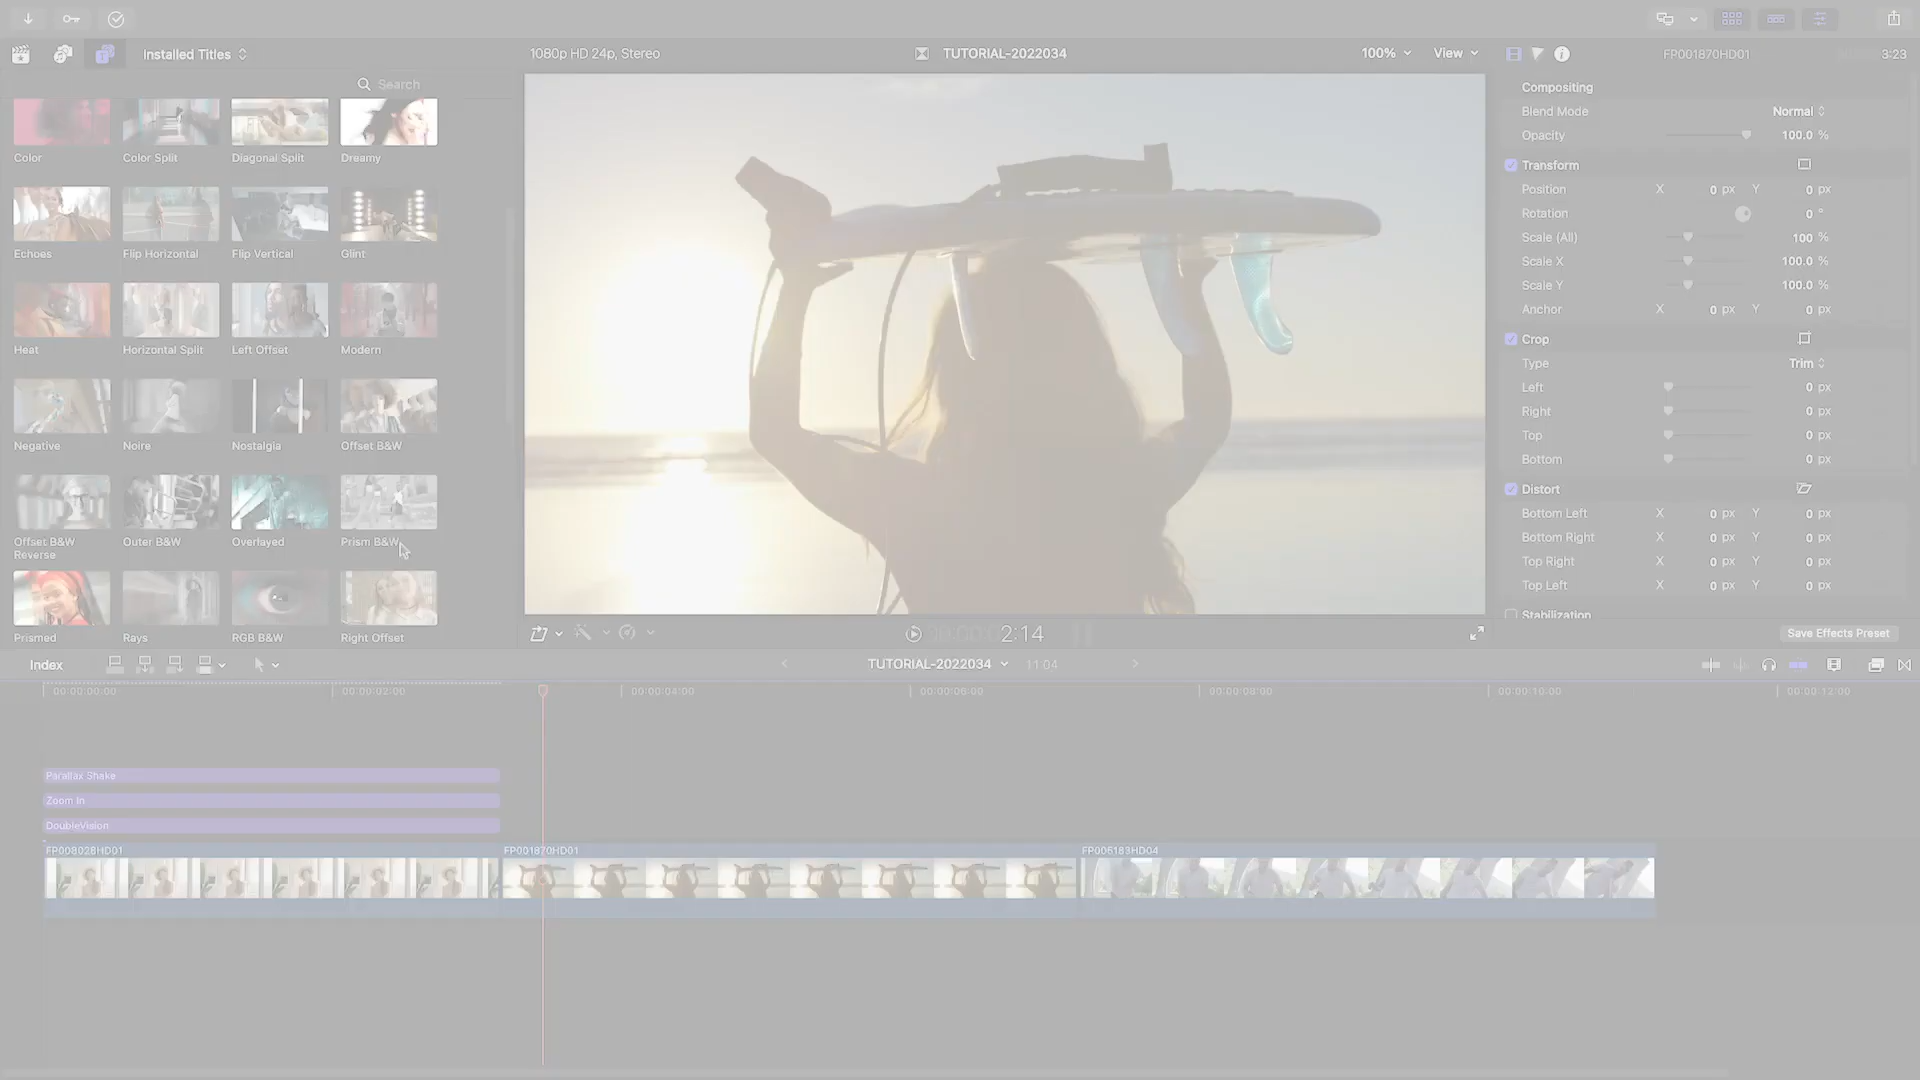 Installed Titles
1080p HD 24p, Stereo
TUTORIAL-2022034
100%
View
FP001870HD01
3:23
Search
Color
Color Split
Diagonal Split
Dreamy
Echoes
Flip Horizontal
Flip Vertical
Glint
Heat
Horizontal Split
Left Offset
Modern
Negative
Noire
Nostalgia
Offset B&W
Offset B&W
Reverse
Outer B&W
Overlayed
Prism B&W
Prismed
Rays
RGB B&W
Right Offset
Compositing
Blend Mode Normal
Opacity 100.0 %
Transform
Position X 0 px Y 0 px
Rotation 0 °
Scale (All) 100 %
Scale X 100.0 %
Scale Y 100.0 %
Anchor X 0 px Y 0 px
Crop
Type Trim
Left 0 px
Right 0 px
Top 0 px
Bottom 0 px
Distort
Bottom Left X 0 px Y 0 px
Bottom Right X 0 px Y 0 px
Top Right X 0 px Y 0 px
Top Left X 0 px Y 0 px
Stabilization
Save Effects Preset
00:00:02:14
Index
TUTORIAL-2022034
11:04
00:00:00:00
00:00:02:00
00:00:04:00
00:00:06:00
00:00:08:00
00:00:10:00
00:00:12:00
Parallax Shake
Zoom In
DoubleVision
FP008028HD01
FP001870HD01
FP006183HD04